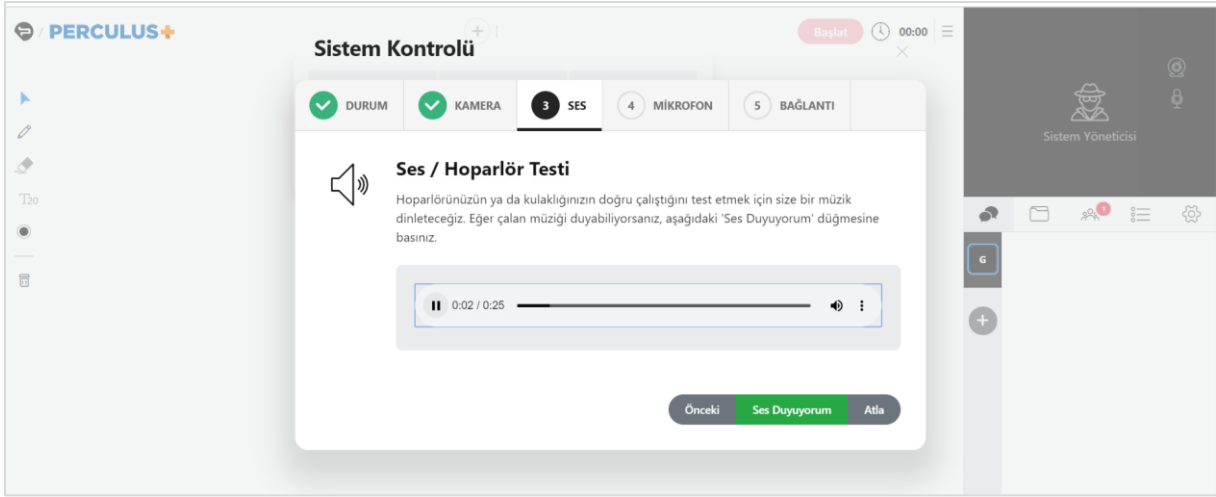 / PERCULUS+
Başlat
00:00
Sistem Kontrolü
DURUM
KAMERA
3 SES
4 MİKROFON
5 BAĞLANTI
Ses / Hoparlör Testi
Hoparlörünüzün ya da kulaklığınızın doğru çalıştığını test etmek için size bir müzik
dinleteceğiz. Eğer çalan müziği duyabiliyorsanız, aşağıdaki 'Ses Duyuyorum' düğmesine
basınız.
0:02 / 0:25
Önceki
Ses Duyuyorum
Atla
T20
Sistem Yöneticisi
1
G